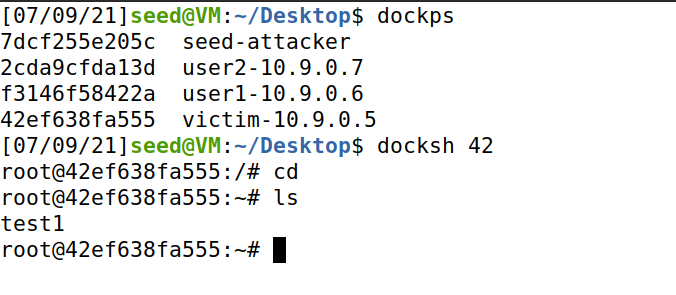 [07/09/21]seed@VM:~/Desktop$ dockps
7dcf255e205c  seed-attacker
2cda9cfda13d  user2-10.9.0.7
f3146f58422a  user1-10.9.0.6
42ef638fa555  victim-10.9.0.5
[07/09/21]seed@VM:~/Desktop$ docksh 42
root@42ef638fa555:/# cd
root@42ef638fa555:~# ls
test1
root@42ef638fa555:~#